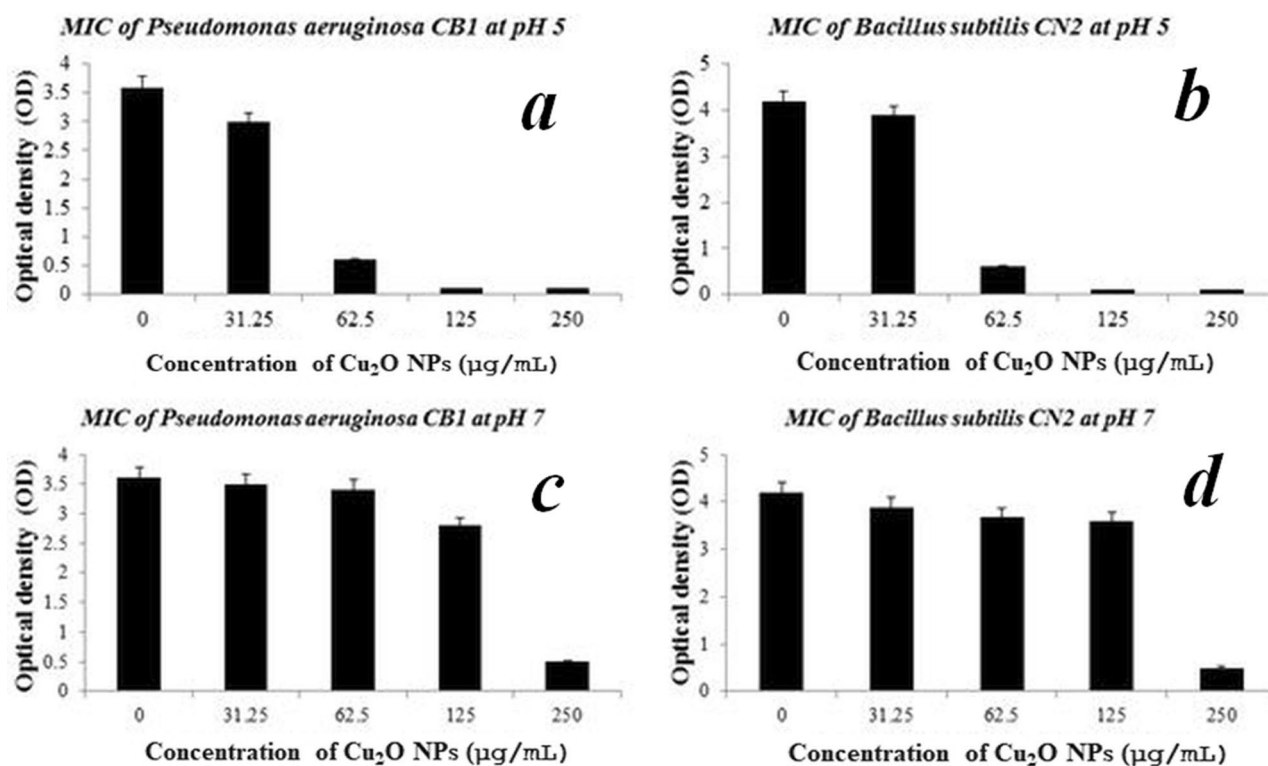 MIC of Pseudomonas aeruginosa CB1 at pH 5
Optical density (OD)
4
3.5
3
2.5
2
1.5
1
0.5
0
a
0 31.25 62.5 125 250
Concentration of Cu₂O NPs (µg/mL)
MIC of Bacillus subtilis CN2 at pH 5
Optical density (OD)
5
4
3
2
1
0
b
0 31.25 62.5 125 250
Concentration of Cu₂O NPs (µg/mL)
MIC of Pseudomonas aeruginosa CB1 at pH 7
Optical density (OD)
4
3.5
3
2.5
2
1.5
1
0.5
0
c
0 31.25 62.5 125 250
Concentration of Cu₂O NPs (µg/mL)
MIC of Bacillus subtilis CN2 at pH 7
Optical density (OD)
5
4
3
2
1
0
d
0 31.25 62.5 125 250
Concentration of Cu₂O NPs (µg/mL)